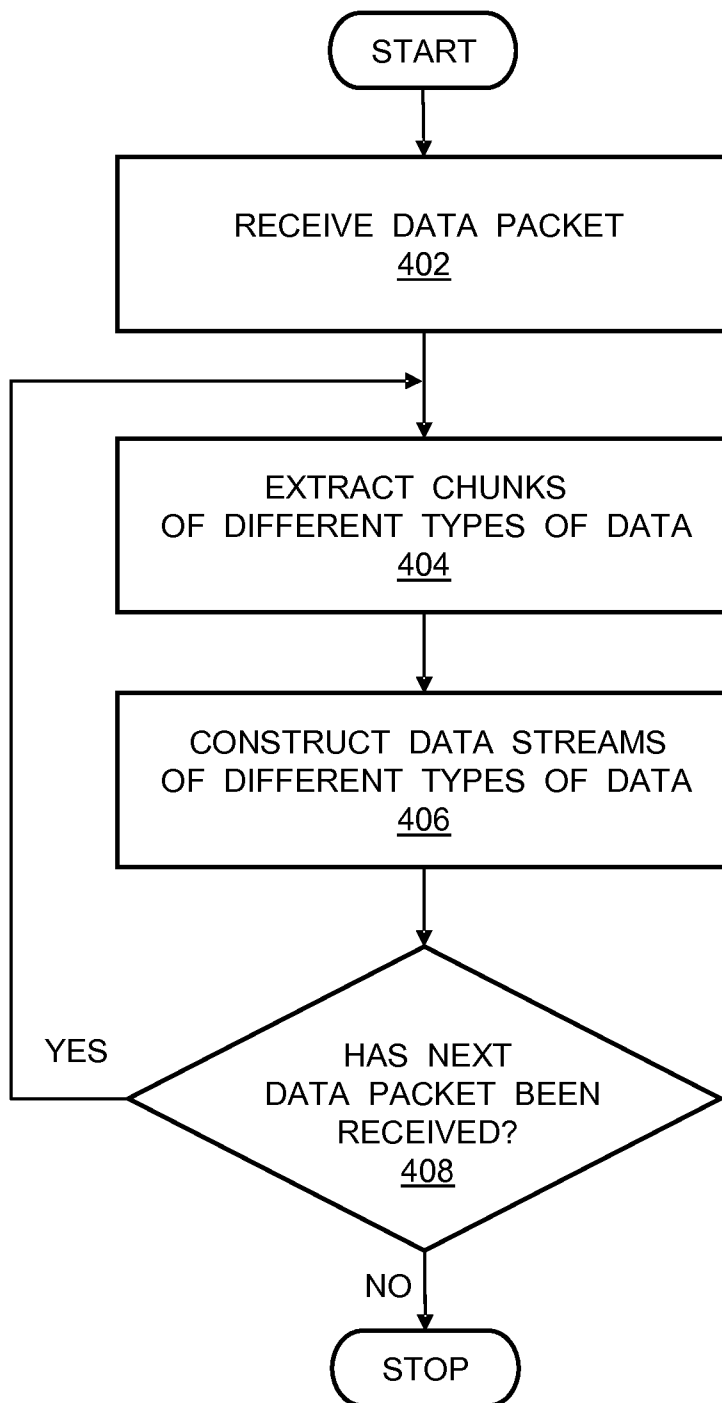 START
RECEIVE DATA PACKET
402
EXTRACT CHUNKS
OF DIFFERENT TYPES OF DATA
404
CONSTRUCT DATA STREAMS
OF DIFFERENT TYPES OF DATA
406
YES
HAS NEXT
DATA PACKET BEEN
RECEIVED?
408
NO
STOP